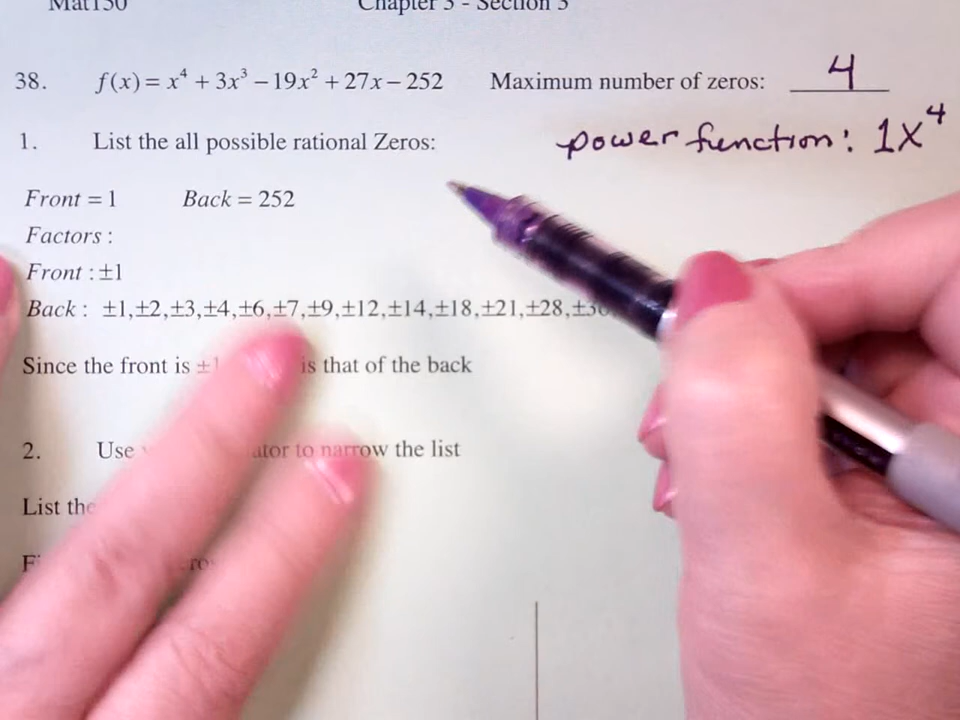 Mat150 Chapter 3 - Section 3
38. f(x) = x⁴ + 3x³ − 19x² + 27x − 252 Maximum number of zeros: 4
power function: 1x⁴
1. List the all possible rational Zeros:
Front = 1 Back = 252
Factors :
Front : ±1
Back : ±1,±2,±3,±4,±6,±7,±9,±12,±14,±18,±21,±28,
Since the front is is that of the back
2. Use to narrow the list
List the